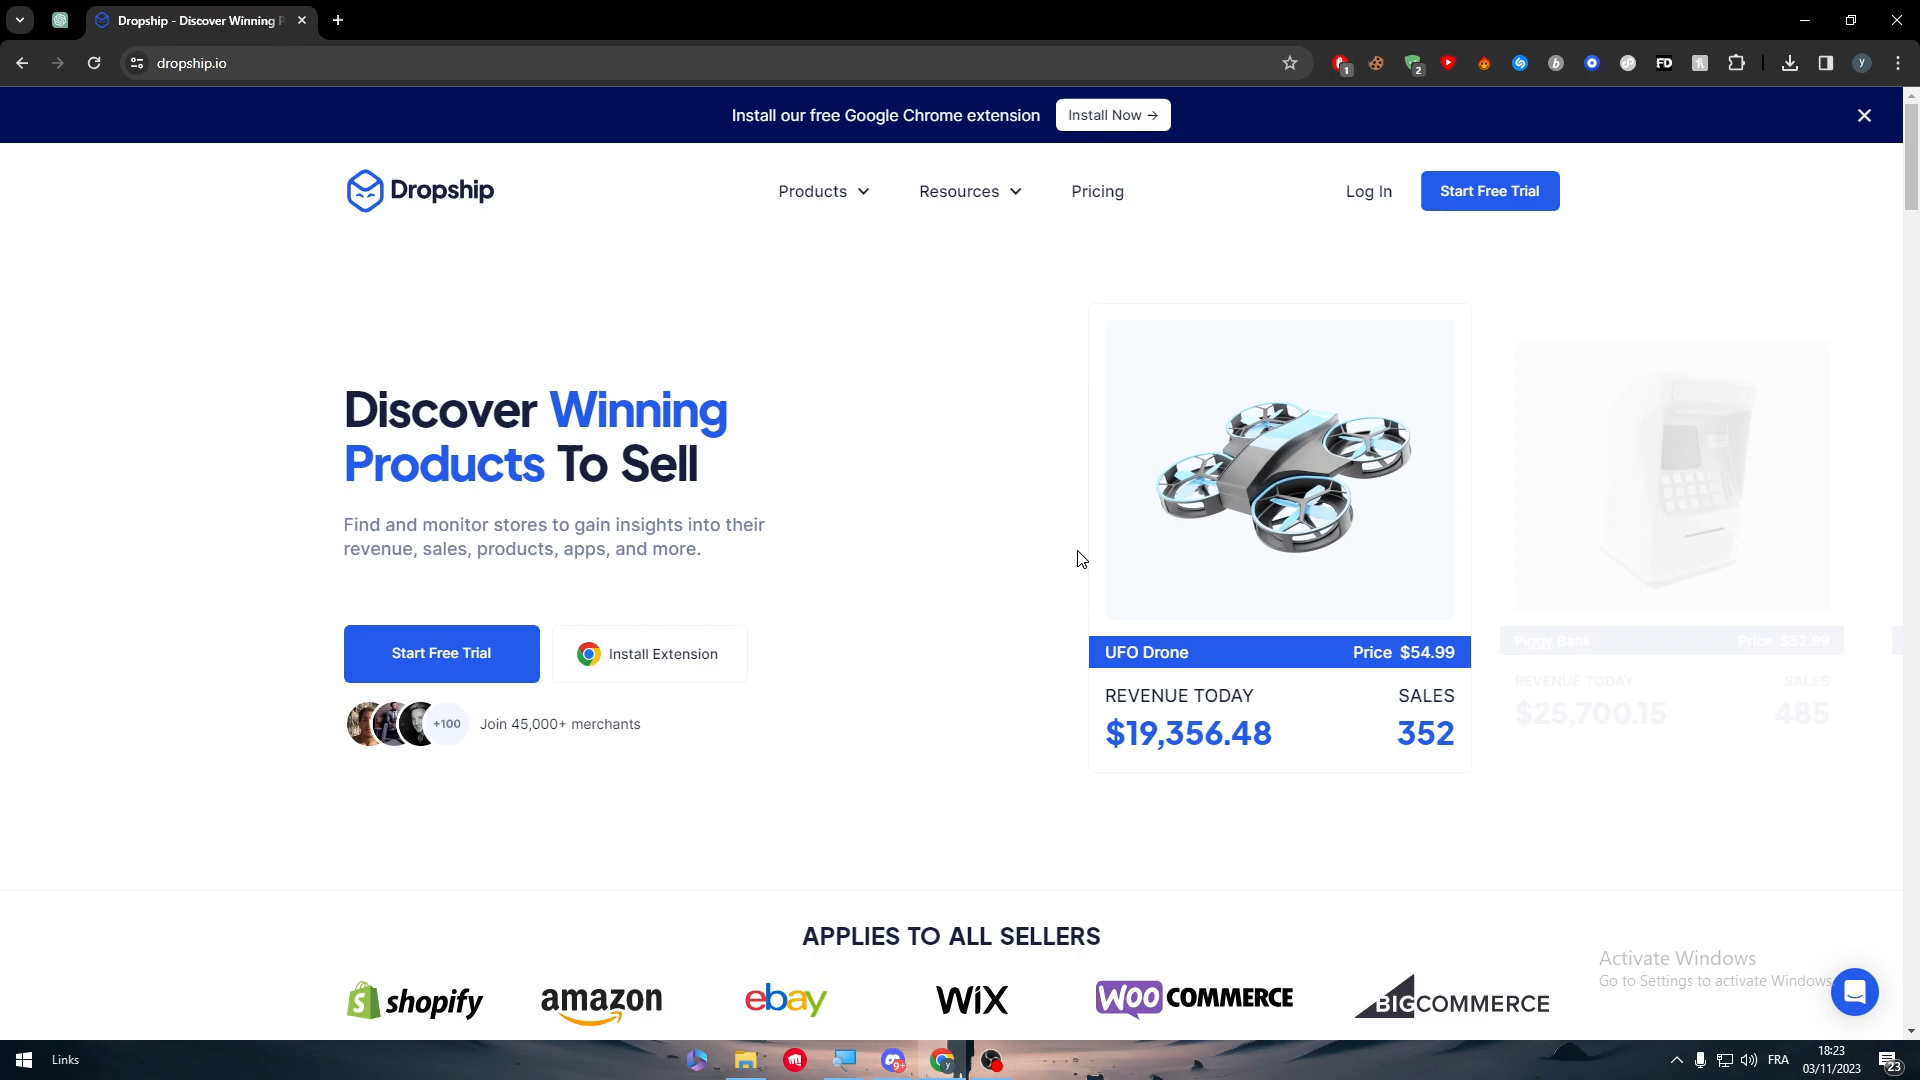 Dropship - Discover Winning P
dropship.io
1
2
FD
y
Install our free Google Chrome extension
Install Now →
Dropship
Products
Resources
Pricing
Log In
Start Free Trial
Discover Winning
Products To Sell
Find and monitor stores to gain insights into their
revenue, sales, products, apps, and more.
Start Free Trial
Install Extension
+100
Join 45,000+ merchants
UFO Drone
Price $54.99
REVENUE TODAY
SALES
$19,356.48
352
Piggy Bank
Price $52.99
REVENUE TODAY
SALES
$25,700.15
485
APPLIES TO ALL SELLERS
shopify
amazon
ebay
WiX
WOO COMMERCE
BIGCOMMERCE
Activate Windows
Go to Settings to activate Windows
Links
9+
y
FRA
18:23
03/11/2023
23